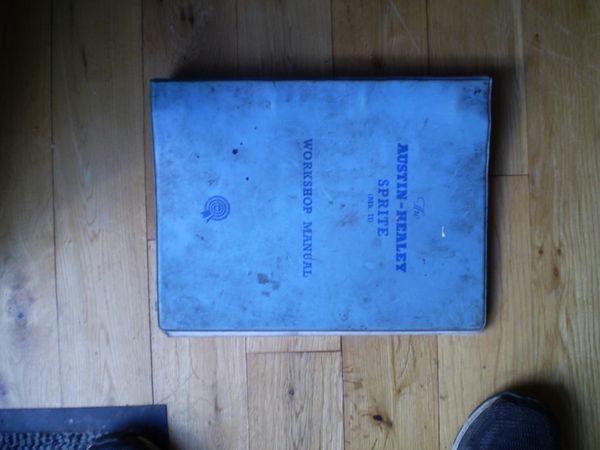 The
AUSTIN-HEALEY
SPRITE
(Mk. II)
WORKSHOP MANUAL